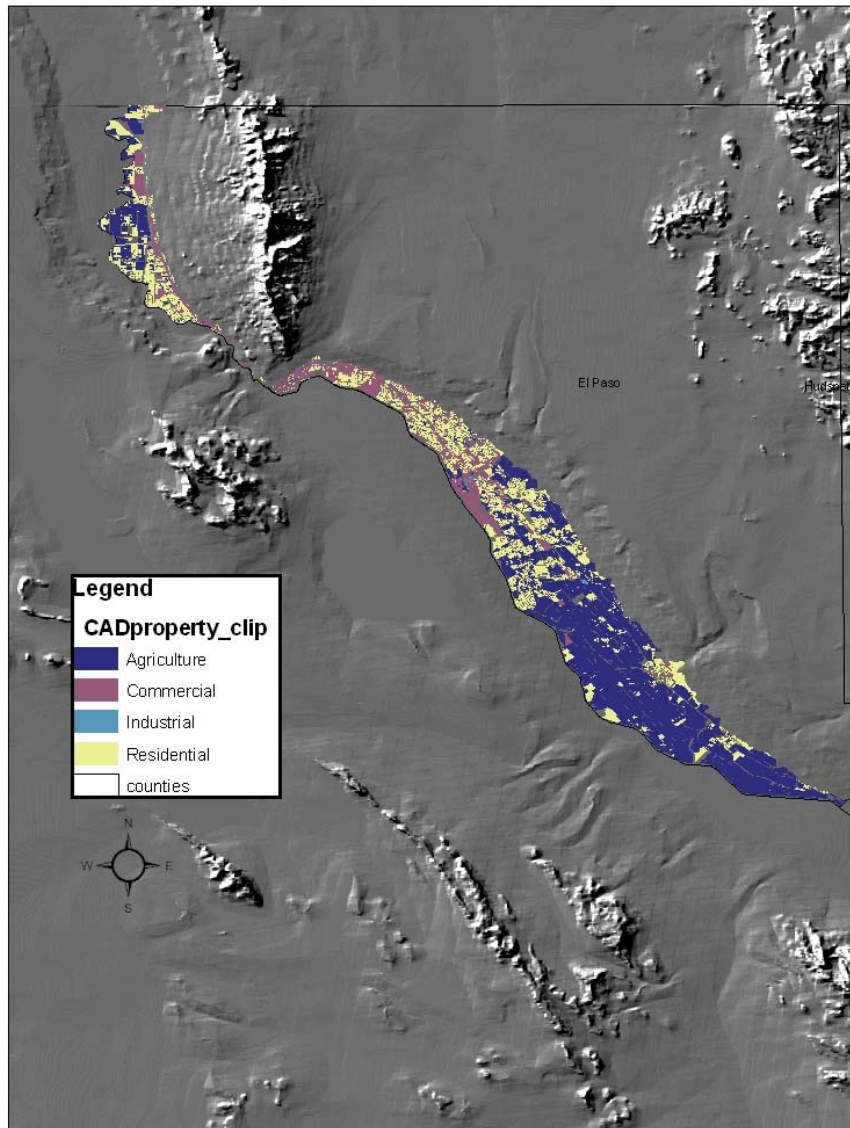 El Paso
Legend
CADproperty_clip
Agriculture
Commercial
Industrial
Residential
counties
N
W
E
S